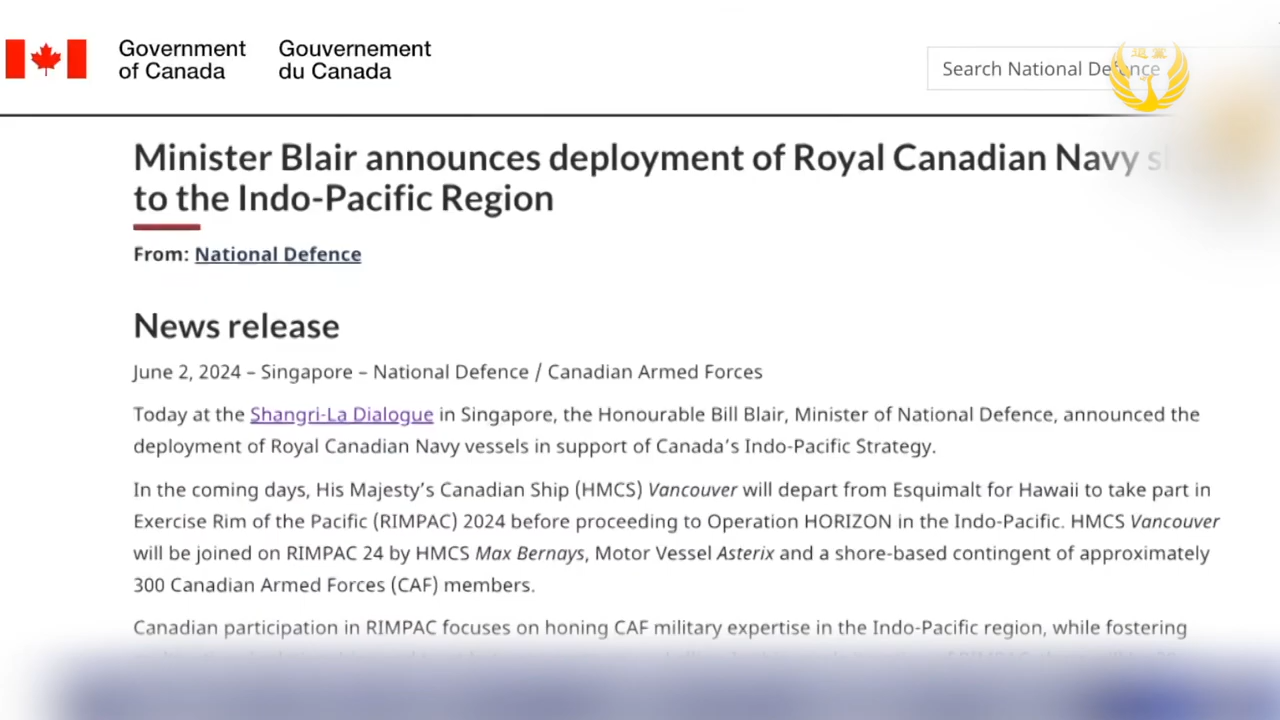 Government
of Canada
Gouvernement
du Canada
Search National Defence
Minister Blair announces deployment of Royal Canadian Navy
to the Indo-Pacific Region
From: National Defence
News release
June 2, 2024 – Singapore – National Defence / Canadian Armed Forces
Today at the Shangri-La Dialogue in Singapore, the Honourable Bill Blair, Minister of National Defence, announced the
deployment of Royal Canadian Navy vessels in support of Canada's Indo-Pacific Strategy.
In the coming days, His Majesty's Canadian Ship (HMCS) Vancouver will depart from Esquimalt for Hawaii to take part in
Exercise Rim of the Pacific (RIMPAC) 2024 before proceeding to Operation HORIZON in the Indo-Pacific. HMCS Vancouver
will be joined on RIMPAC 24 by HMCS Max Bernays, Motor Vessel Asterix and a shore-based contingent of approximately
300 Canadian Armed Forces (CAF) members.
Canadian participation in RIMPAC focuses on honing CAF military expertise in the Indo-Pacific region, while fostering